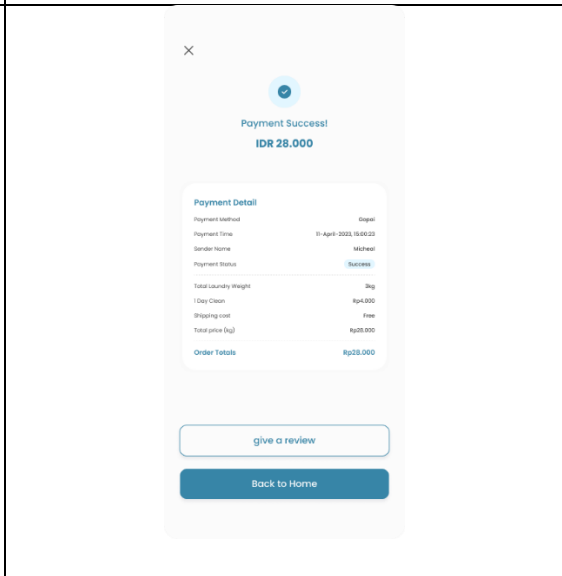 Payment Success!
IDR 28.000
Payment Detail
Payment Method Gopai
Payment Time 11-April-2023, 15:00:23
Sender Name Micheal
Payment Status Success
Total Laundry Weight 3kg
1 Day Clean Rp4.000
Shipping cost Free
Total price (kg) Rp28.000
Order Totals Rp28.000
give a review
Back to Home